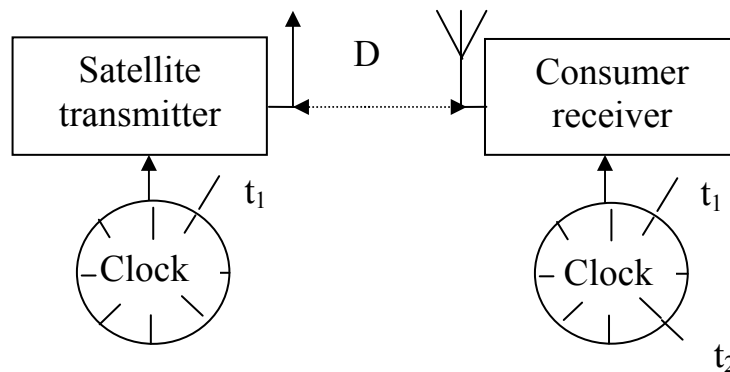 Satellite
transmitter
D
Consumer
receiver
t₁
Clock
t₁
Clock
t₂